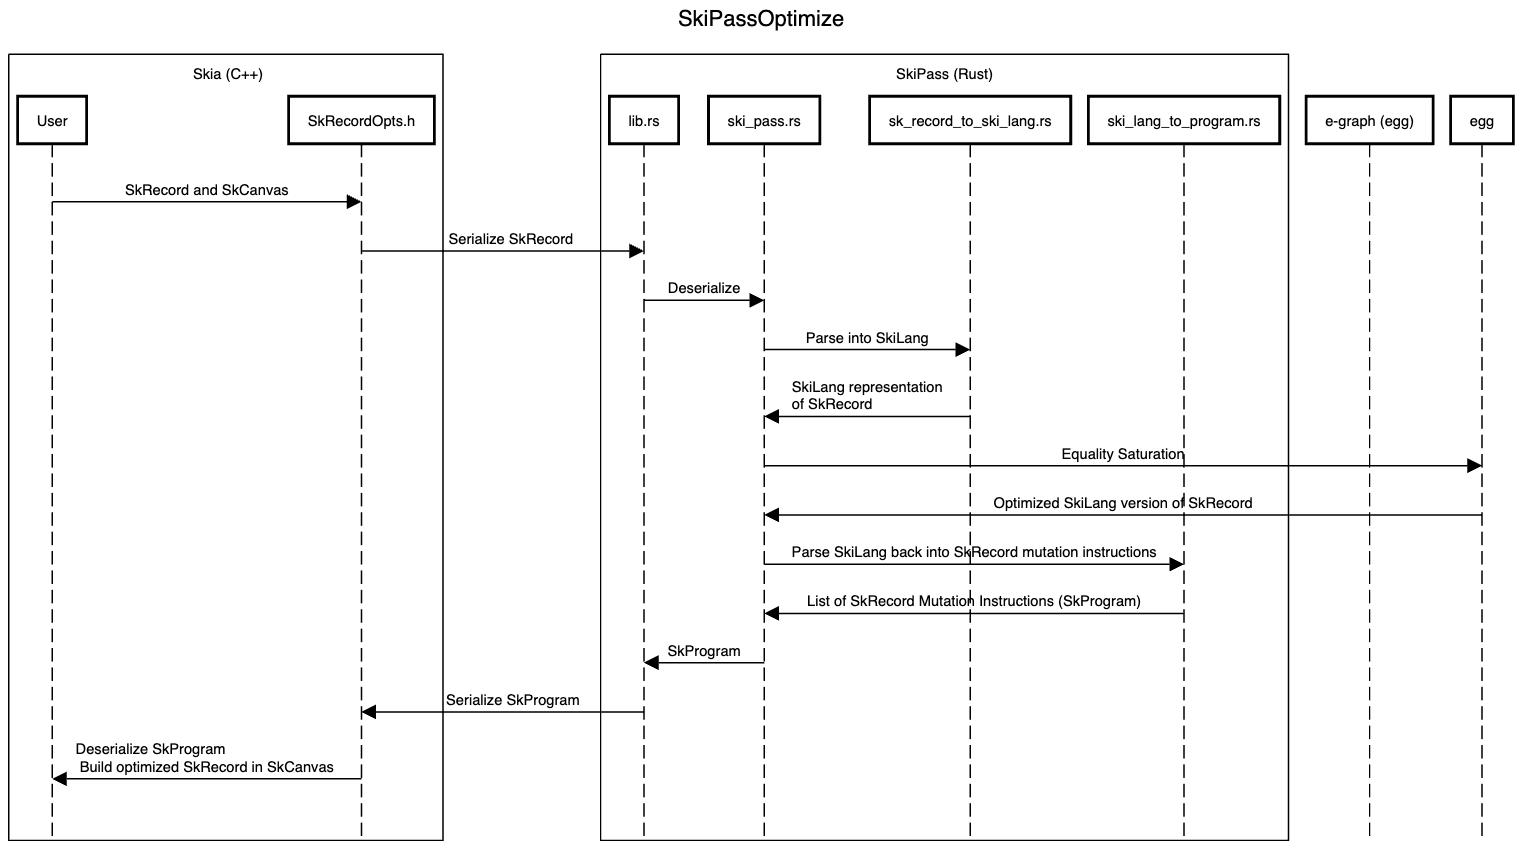 SkiPassOptimize
Skia (C++)
SkiPass (Rust)
User
SkRecordOpts.h
lib.rs
ski_pass.rs
sk_record_to_ski_lang.rs
ski_lang_to_program.rs
e-graph (egg)
egg
SkRecord and SkCanvas
Serialize SkRecord
Deserialize
Parse into SkiLang
SkiLang representation
of SkRecord
Equality Saturation
Optimized SkiLang version of SkRecord
Parse SkiLang back into SkRecord mutation instructions
List of SkRecord Mutation Instructions (SkProgram)
SkProgram
Serialize SkProgram
Deserialize SkProgram
Build optimized SkRecord in SkCanvas